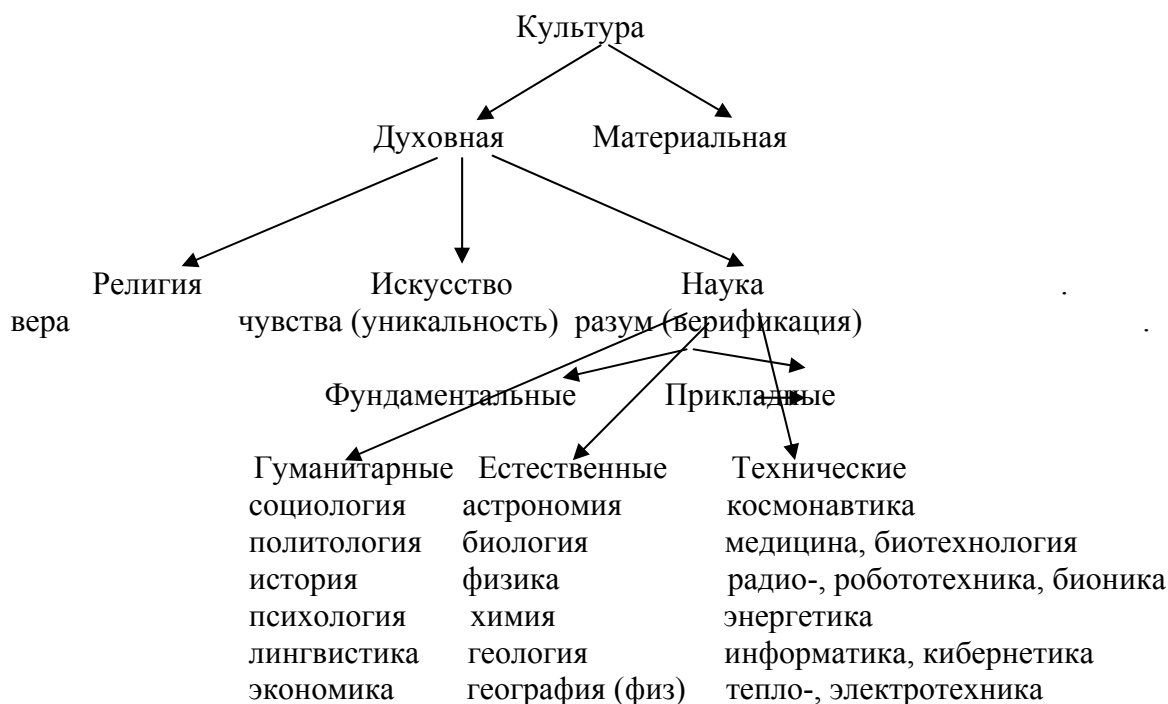 Культура
Духовная Материальная
Религия Искусство Наука .
вера чувства (уникальность) разум (верификация) .
Фундаментальные Прикладные
Гуманитарные Естественные Технические
социология астрономия космонавтика
политология биология медицина, биотехнология
история физика радио-, робототехника, бионика
психология химия энергетика
лингвистика геология информатика, кибернетика
экономика география (физ) тепло-, электротехника